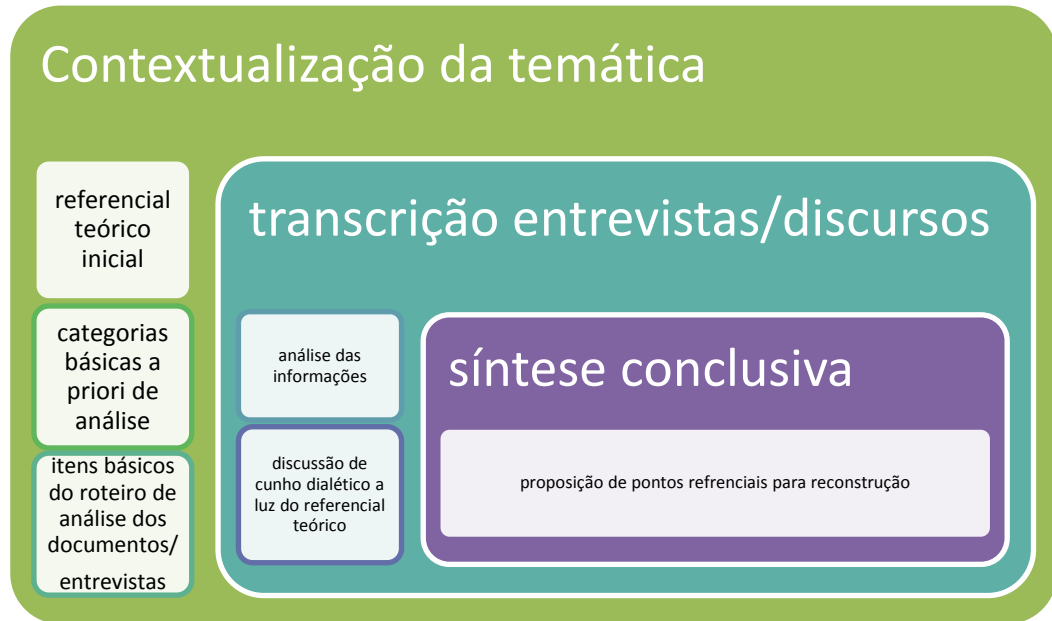 Contextualização da temática
referencial
teórico
inicial
categorias
básicas a
priori de
análise
itens básicos
do roteiro de
análise dos
documentos/
entrevistas
transcrição entrevistas/discursos
análise das
informações
discussão de
cunho dialético a
luz do referencial
teórico
síntese conclusiva
proposição de pontos refrenciais para reconstrução